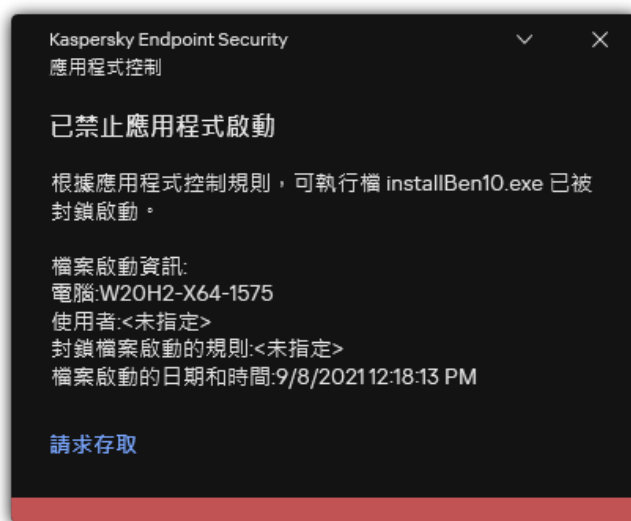 Kaspersky Endpoint Security
應用程式控制
已禁止應用程式啟動
根據應用程式控制規則，可執行檔 installBen10.exe 已被
封鎖啟動。
檔案啟動資訊:
電腦:W20H2-X64-1575
使用者:<未指定>
封鎖檔案啟動的規則:<未指定>
檔案啟動的日期和時間:9/8/2021 12:18:13 PM
請求存取